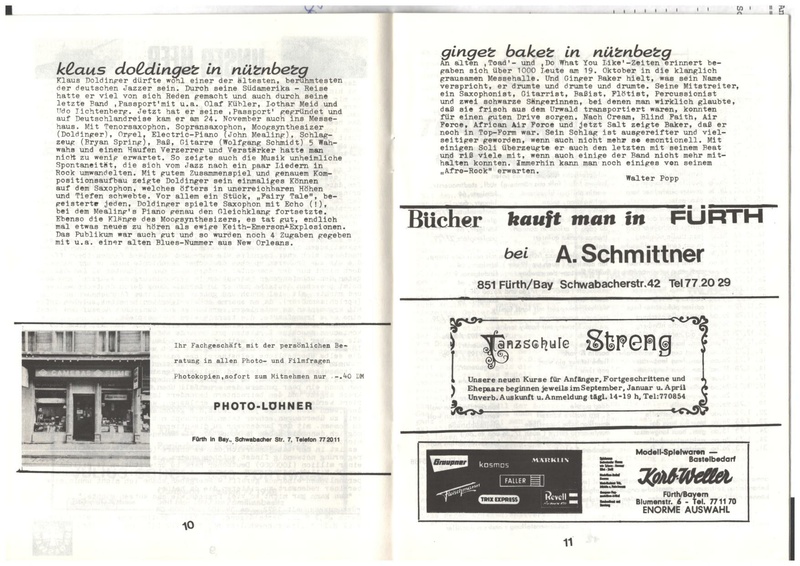 klaus doldinger in nürnberg
Klaus Doldinger dürfte wohl einer der ältesten, berühmtesten
der deutschen Jazzer sein. Durch seine Südamerika - Reise
hatte er viel von sich Reden gemacht und auch durch seine
letzte Band ‚Passport' mit u.a. Olaf Kübler, Lothar Meid und
Udo Lichtenberg. Jetzt hat er seine ‚Passport' gegründet und
auf Deutschlandreise kam er am 24. November auch ins Messe-
haus. Mit Tenorsaxophon, Sopransaxophon, Moogsynthesizer
(Doldinger), Orgel, Electric-Piano (John Mealing), Schlag-
zeug (Bryan Spring), Baß, Gitarre (Wolfgang Schmidt) 5 Wah-
wahs und einen Haufen Verzerrer und Verstärker hatte man
nicht zu wenig erwartet. So zeigte auch die Musik unheimliche
Spontaneität, die sich vom Jazz nach ein paar Liedern in
Rock umwandelten. Mit guten Zusammenspiel und genauem Kom-
positionsaufbau zeigte Doldinger sein einmaliges Können
auf dem Saxophon, welches öfters in unerreichbaren Höhen
und Tiefen schwebte. Vor allem ein Stück, „Fairy Tale", be-
geisterte jeden. Doldinger spielte Saxophon mit Echo (!),
bei dem Mealing's Piano genau den Gleichklang fortsetzte.
Ebenso die Klänge des Moogsynthesizers, es tat gut, endlich
mal etwas neues zu hören als ewige Keith-Emerson-Explosionen.
Das Publikum war auch gut und so wurden noch 4 Zugaben gegeben
mit u.a. einer alten Blues-Nummer aus New Orleans.
CAMERAS FILME
Ihr Fachgeschäft mit der persönlichen Be-
ratung in allen Photo- und Filmfragen
Photokopien,sofort zum Mitnehmen nur -.40 DM
PHOTO-LÖHNER
Fürth in Bay., Schwabacher Str. 7, Telefon 77 20 11
10
ginger baker in nürnberg
An alten ‚Toad'- und ‚Do What You Like'-Zeiten erinnert be-
gaben sich über 1000 Leute am 19. Oktober in die klanglich
grausamen Messehalle. Und Ginger Baker hielt, was sein Name
verspricht, er drumte und drumte und drumte. Seine Mitstreiter,
ein Saxophonist, Gitarrist, Baßist, Flötist, Percussionist
und zwei schwarze Sängerinnen, bei denen man wirklich glaubte,
daß sie frisch aus dem Urwald transportiert waren, konnten
für einen guten Drive sorgen. Nach Cream, Blind Faith, Air
Force, African Air Force und jetzt Salt zeigte Baker, daß er
noch in Top-Form war. Sein Schlag ist ausgereifter und viel-
seitiger geworden, wenn auch nicht mehr so emontionell. Mit
einigen Soli überzeugte er auch den letzten mit seinem Beat
und riß viele mit, wenn auch einige der Band nicht mehr mit-
halten konnten. Immerhin kann man noch einiges von seinem
„Afro-Rock" erwarten.
Walter Popp
Bücher kauft man in FÜRTH
bei A. Schmittner
851 Fürth/Bay Schwabacherstr. 42 Tel 77 20 29
Tanzschule Streng
Unsere neuen Kurse für Anfänger, Fortgeschrittene und
Ehepaare beginnen jeweils im September, Januar u. April
Unverb. Auskunft u. Anmeldung tägl. 14-19 h, Tel: 770854
Graupner
kosmos
MÄRKLIN
Fleischmann
FALLER
TRIX EXPRESS
Revell
Modell-Spielwaren —
Bastelbedarf
Korb-Weller
Fürth/Bayern
Blumenstr. 6 - Tel. 77 11 70
ENORME AUSWAHL
11